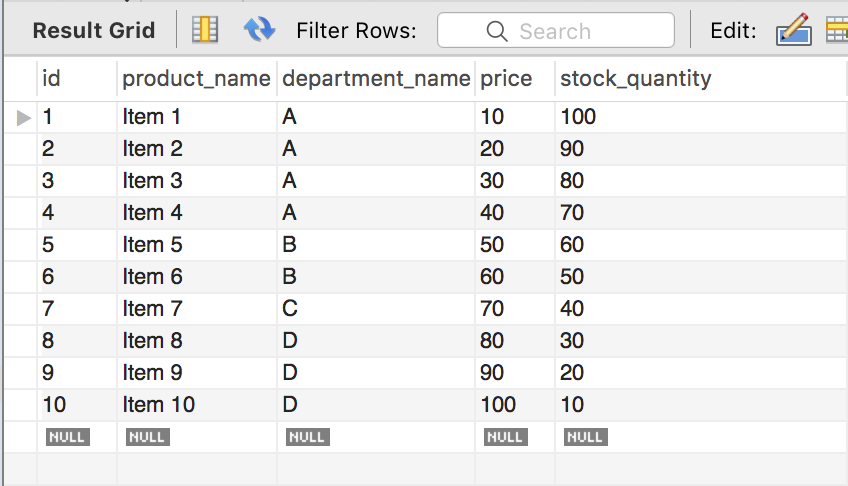 Result Grid Filter Rows: Search Edit:
id product_name department_name price stock_quantity
1 Item 1 A 10 100
2 Item 2 A 20 90
3 Item 3 A 30 80
4 Item 4 A 40 70
5 Item 5 B 50 60
6 Item 6 B 60 50
7 Item 7 C 70 40
8 Item 8 D 80 30
9 Item 9 D 90 20
10 Item 10 D 100 10
NULL NULL NULL NULL NULL